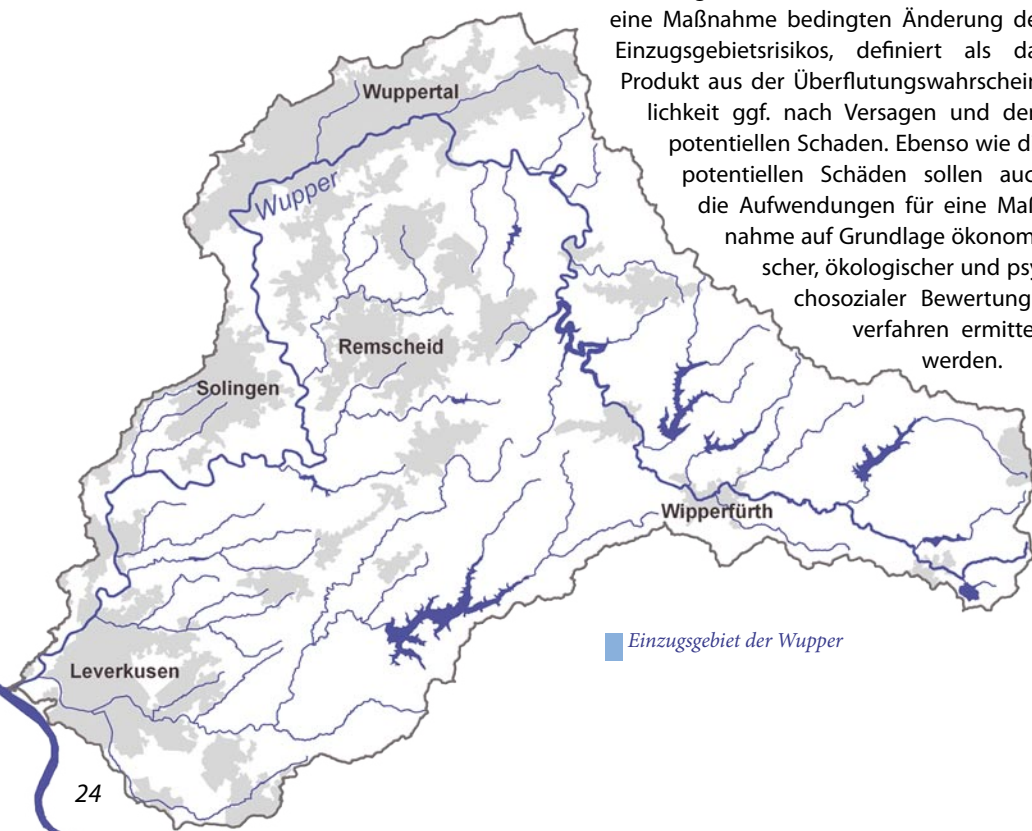 eine Maßnahme bedingten Änderung de
Einzugsgebietsrisikos, definiert als da
Produkt aus der Überflutungswahrschein
lichkeit ggf. nach Versagen und der
potentiellen Schaden. Ebenso wie d
potentiellen Schäden sollen auc
die Aufwendungen für eine Maß
nahme auf Grundlage ökonom
scher, ökologischer und psy
chosozialer Bewertung
verfahren ermitte
werden.
Wuppertal
Wupper
Remscheid
Solingen
Wipperfürth
Einzugsgebiet der Wupper
Leverkusen
24